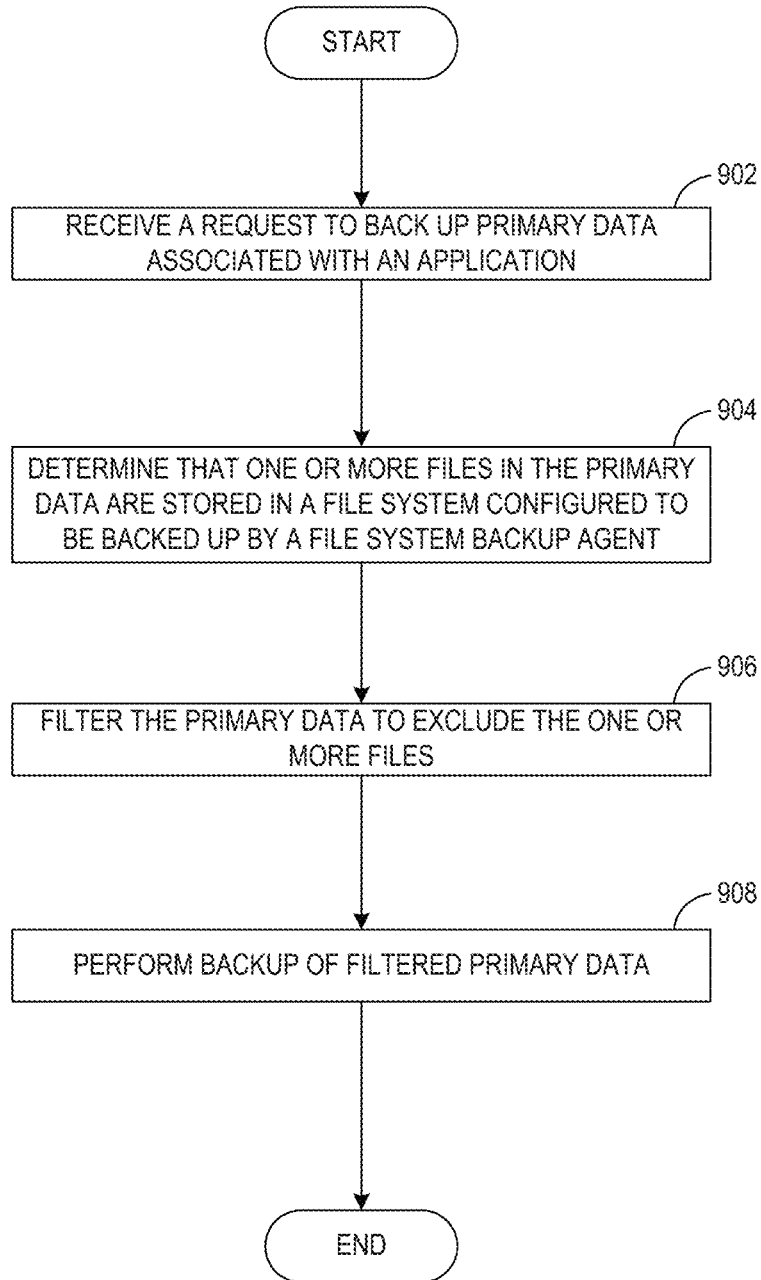 START
902
RECEIVE A REQUEST TO BACK UP PRIMARY DATA
ASSOCIATED WITH AN APPLICATION
904
DETERMINE THAT ONE OR MORE FILES IN THE PRIMARY
DATA ARE STORED IN A FILE SYSTEM CONFIGURED TO
BE BACKED UP BY A FILE SYSTEM BACKUP AGENT
906
FILTER THE PRIMARY DATA TO EXCLUDE THE ONE OR
MORE FILES
908
PERFORM BACKUP OF FILTERED PRIMARY DATA
END